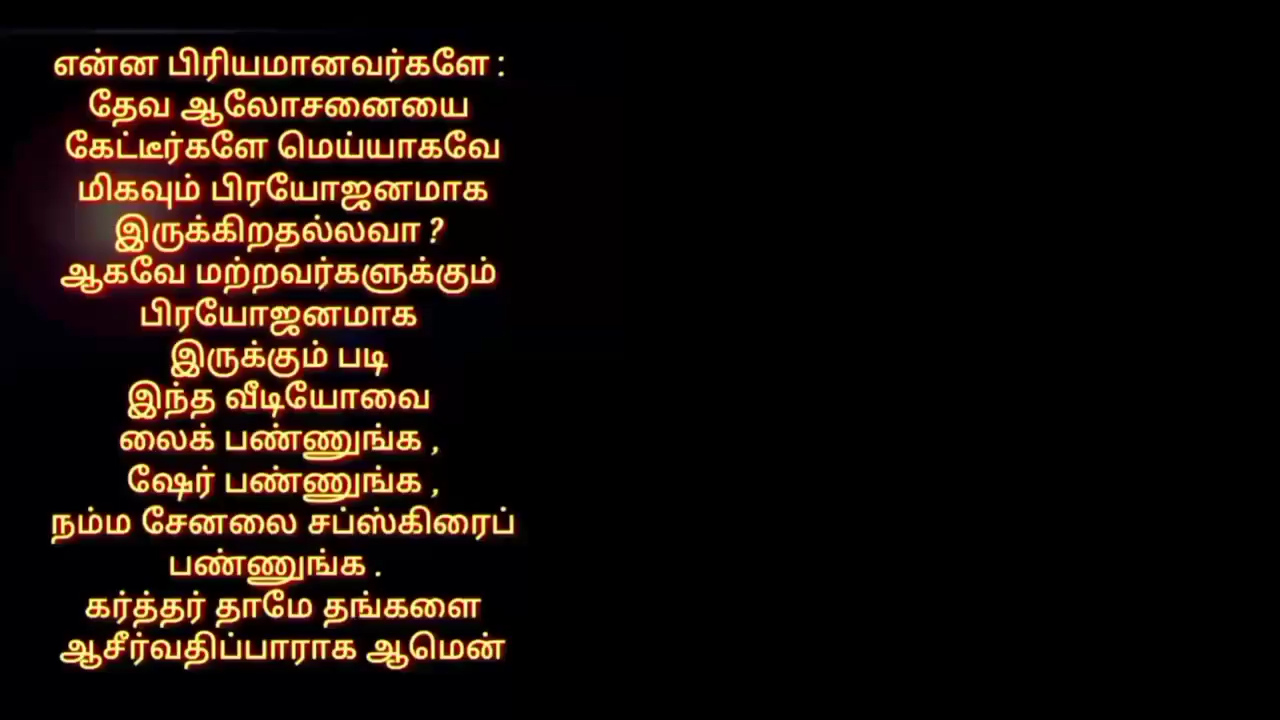 என்ன பிரியமானவர்களே :
தேவ ஆலோசனையை
கேட்டீர்களே மெய்யாகவே
மிகவும் பிரயோஜனமாக
இருக்கிறதல்லவா ?
ஆகவே மற்றவர்களுக்கும்
பிரயோஜனமாக
இருக்கும் படி
இந்த வீடியோவை
லைக் பண்ணுங்க ,
ஷேர் பண்ணுங்க ,
நம்ம சேனலை சப்ஸ்கிரைப்
பண்ணுங்க .
கர்த்தர் தாமே தங்களை
ஆசீர்வதிப்பாராக ஆமென்